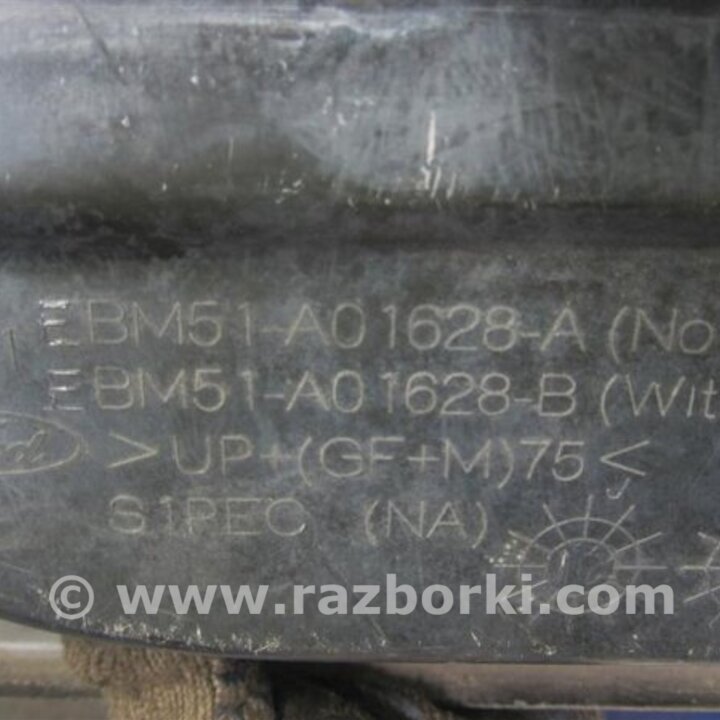 EBM51-A01628-A (No
EBM51-A01628-B (Wit
>UP+(GF+M)75<
S1PEC (NA)
© www.razborki.com